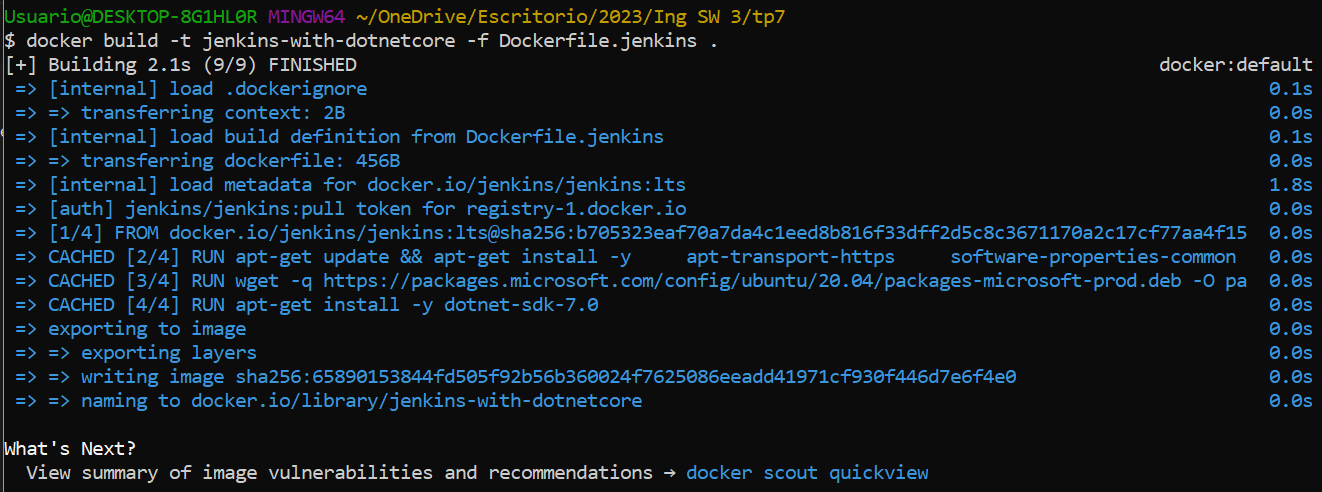 Usuario@DESKTOP-8G1HL0R MINGW64 ~/OneDrive/Escritorio/2023/Ing SW 3/tp7
$ docker build -t jenkins-with-dotnetcore -f Dockerfile.jenkins .
[+] Building 2.1s (9/9) FINISHED docker:default
=> [internal] load .dockerignore 0.1s
=> => transferring context: 2B 0.0s
=> [internal] load build definition from Dockerfile.jenkins 0.1s
=> => transferring dockerfile: 456B 0.0s
=> [internal] load metadata for docker.io/jenkins/jenkins:lts 1.8s
=> [auth] jenkins/jenkins:pull token for registry-1.docker.io 0.0s
=> [1/4] FROM docker.io/jenkins/jenkins:lts@sha256:b705323eaf70a7da4c1eed8b816f33dff2d5c8c3671170a2c17cf77aa4f15 0.0s
=> CACHED [2/4] RUN apt-get update && apt-get install -y     apt-transport-https     software-properties-common 0.0s
=> CACHED [3/4] RUN wget -q https://packages.microsoft.com/config/ubuntu/20.04/packages-microsoft-prod.deb -O pa 0.0s
=> CACHED [4/4] RUN apt-get install -y dotnet-sdk-7.0 0.0s
=> exporting to image 0.0s
=> => exporting layers 0.0s
=> => writing image sha256:65890153844fd505f92b56b360024f7625086eeadd41971cf930f446d7e6f4e0 0.0s
=> => naming to docker.io/library/jenkins-with-dotnetcore 0.0s
What's Next?
View summary of image vulnerabilities and recommendations → docker scout quickview